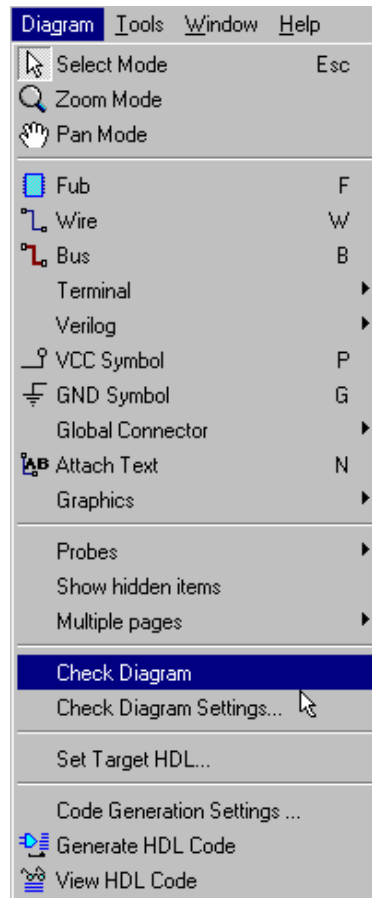 Diagram Tools Window Help
Select Mode Esc
Zoom Mode
Pan Mode
Fub F
Wire W
Bus B
Terminal
Verilog
VCC Symbol P
GND Symbol G
Global Connector
AB Attach Text N
Graphics
Probes
Show hidden items
Multiple pages
Check Diagram
Check Diagram Settings...
Set Target HDL...
Code Generation Settings ...
Generate HDL Code
View HDL Code